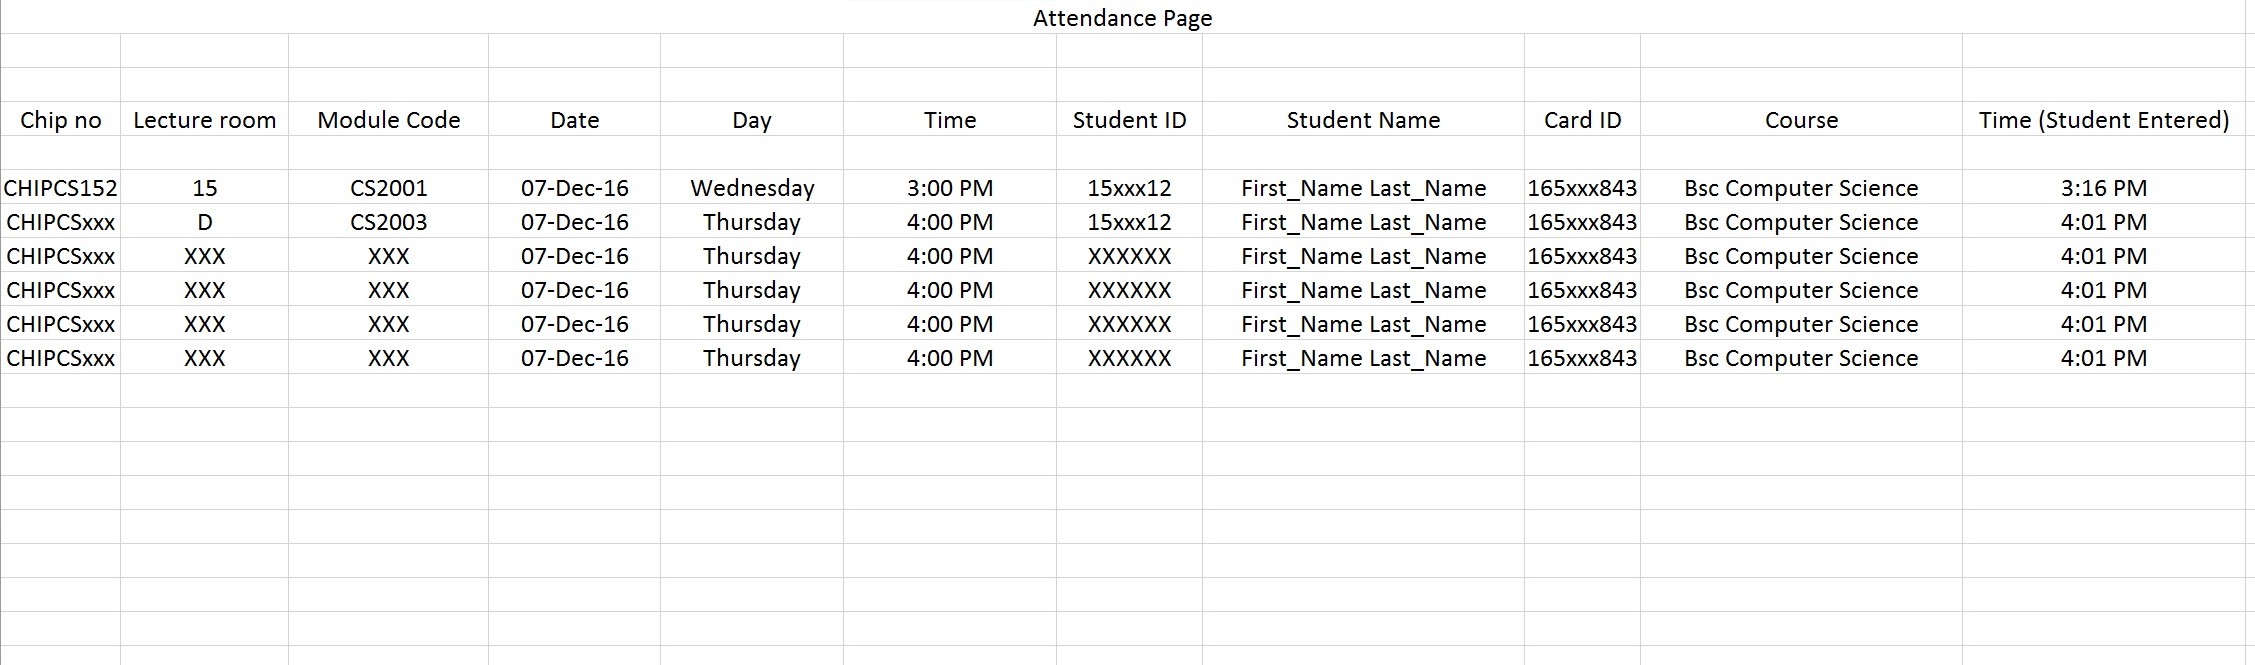 Attendance Page
Chip no Lecture room Module Code Date Day Time Student ID Student Name Card ID Course Time (Student Entered)
CHIPCS152 15 CS2001 07-Dec-16 Wednesday 3:00 PM 15xxx12 First_Name Last_Name 165xxx843 Bsc Computer Science 3:16 PM
CHIPCSxxx D CS2003 07-Dec-16 Thursday 4:00 PM 15xxx12 First_Name Last_Name 165xxx843 Bsc Computer Science 4:01 PM
CHIPCSxxx XXX XXX 07-Dec-16 Thursday 4:00 PM XXXXXX First_Name Last_Name 165xxx843 Bsc Computer Science 4:01 PM
CHIPCSxxx XXX XXX 07-Dec-16 Thursday 4:00 PM XXXXXX First_Name Last_Name 165xxx843 Bsc Computer Science 4:01 PM
CHIPCSxxx XXX XXX 07-Dec-16 Thursday 4:00 PM XXXXXX First_Name Last_Name 165xxx843 Bsc Computer Science 4:01 PM
CHIPCSxxx XXX XXX 07-Dec-16 Thursday 4:00 PM XXXXXX First_Name Last_Name 165xxx843 Bsc Computer Science 4:01 PM